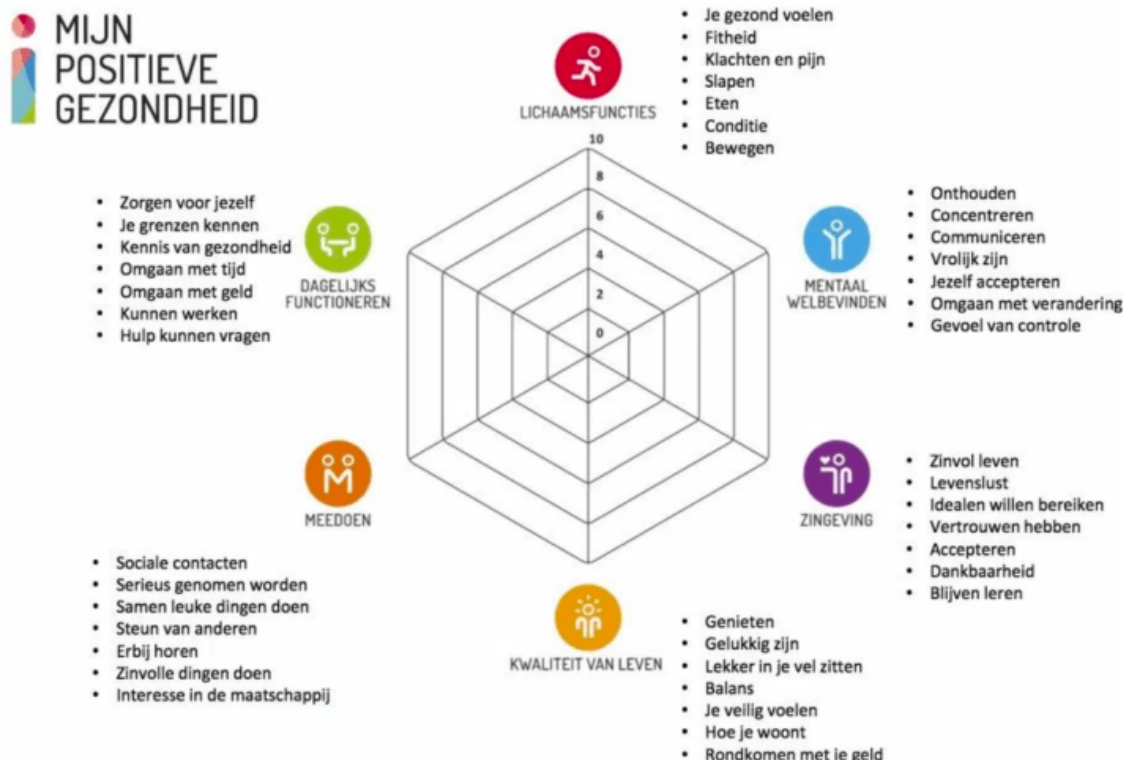 MIJN
POSITIEVE
GEZONDHEID
LICHAAMSFUNCTIES
• Je gezond voelen
• Fitheid
• Klachten en pijn
• Slapen
• Eten
• Conditie
• Bewegen
10
8
6
4
2
0
• Zorgen voor jezelf
• Je grenzen kennen
• Kennis van gezondheid
• Omgaan met tijd
• Omgaan met geld
• Kunnen werken
• Hulp kunnen vragen
DAGELIJKS
FUNCTIONEREN
MENTAAL
WELBEVINDEN
• Onthouden
• Concentreren
• Communiceren
• Vrolijk zijn
• Jezelf accepteren
• Omgaan met verandering
• Gevoel van controle
MEEDOEN
• Sociale contacten
• Serieus genomen worden
• Samen leuke dingen doen
• Steun van anderen
• Erbij horen
• Zinvolle dingen doen
• Interesse in de maatschappij
ZINGEVING
• Zinvol leven
• Levenslust
• Idealen willen bereiken
• Vertrouwen hebben
• Accepteren
• Dankbaarheid
• Blijven leren
KWALITEIT VAN LEVEN
• Genieten
• Gelukkig zijn
• Lekker in je vel zitten
• Balans
• Je veilig voelen
• Hoe je woont
• Rondkomen met je geld